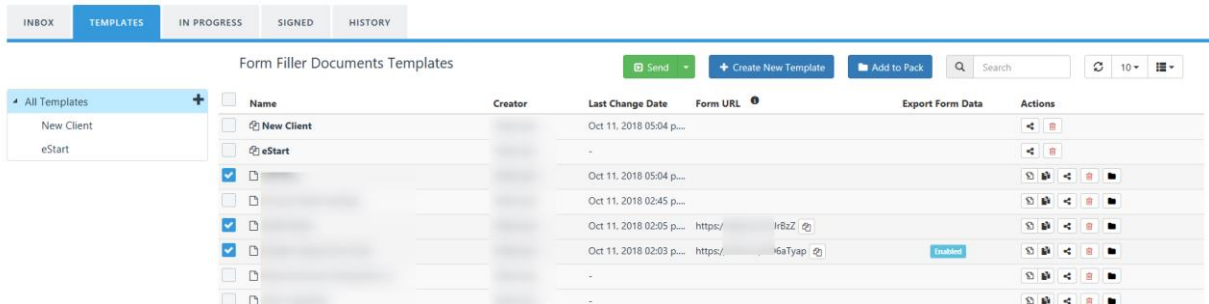 INBOX TEMPLATES IN PROGRESS SIGNED HISTORY
Form Filler Documents Templates Send + Create New Template Add to Pack Search 10
All Templates + Name Creator Last Change Date Form URL Export Form Data Actions
New Client New Client Oct 11, 2018 05:04 p....
eStart eStart -
Oct 11, 2018 05:04 p....
Oct 11, 2018 02:45 p....
Oct 11, 2018 02:05 p.... https:/ JrBzZ
Oct 11, 2018 02:03 p.... https:/ 6aTyap Enabled
-
-